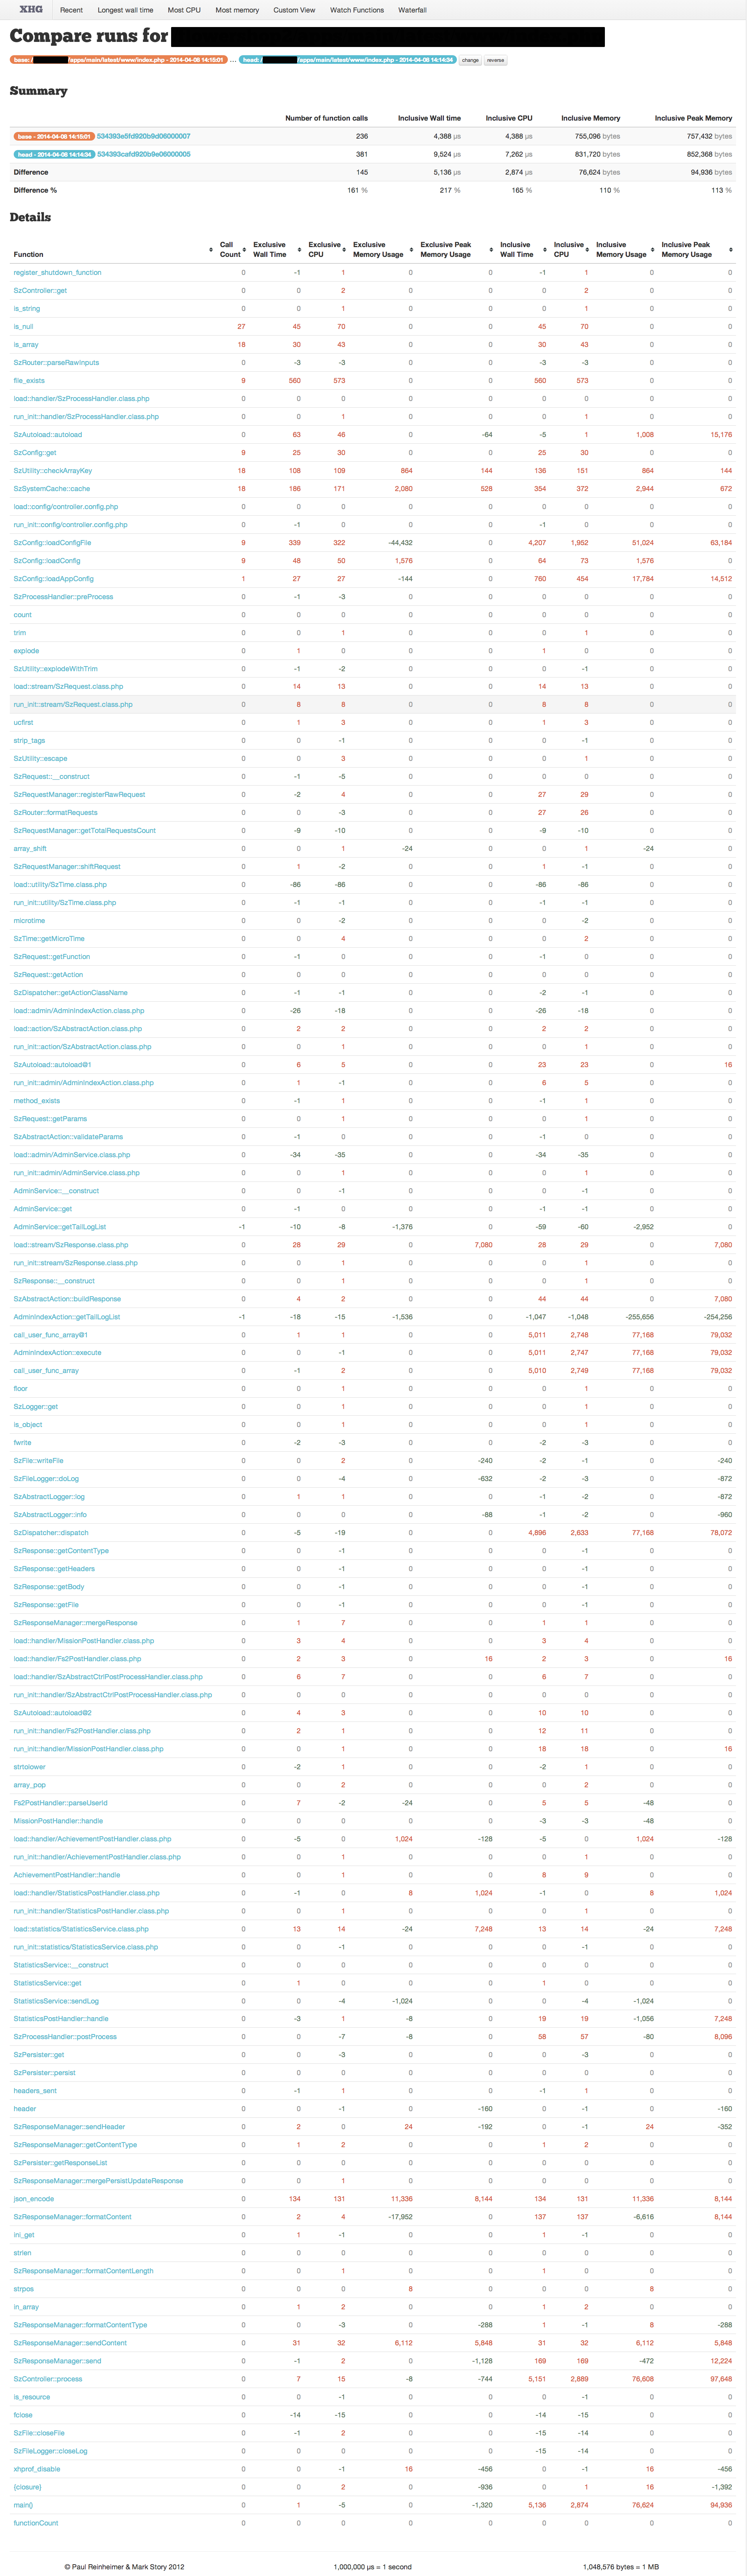 XHG Recent Longest wall time Most CPU Most memory Custom View Watch Functions Waterfall
Compare runs for
base: / /apps/main/latest/www/index.php - 2014-04-08 14:15:01 ... head: / /apps/main/latest/www/index.php - 2014-04-08 14:14:34 change reverse
Summary
Number of function calls Inclusive Wall time Inclusive CPU Inclusive Memory Inclusive Peak Memory
base - 2014-04-08 14:15:01 534393e5fd920b9d06000007 236 4,388 µs 4,388 µs 755,096 bytes 757,432 bytes
head - 2014-04-08 14:14:34 534393cafd920b9e06000005 381 9,524 µs 7,262 µs 831,720 bytes 852,368 bytes
Difference 145 5,136 µs 2,874 µs 76,624 bytes 94,936 bytes
Difference % 161 % 217 % 165 % 110 % 113 %
Details
Function Call Count Exclusive Wall Time Exclusive CPU Exclusive Memory Usage Exclusive Peak Memory Usage Inclusive Wall Time Inclusive CPU Inclusive Memory Usage Inclusive Peak Memory Usage
register_shutdown_function 0 -1 1 0 0 -1 1 0 0
SzController::get 0 0 2 0 0 0 2 0 0
is_string 0 0 1 0 0 0 1 0 0
is_null 27 45 70 0 0 45 70 0 0
is_array 18 30 43 0 0 30 43 0 0
SzRouter::parseRawInputs 0 -3 -3 0 0 -3 -3 0 0
file_exists 9 560 573 0 0 560 573 0 0
load::handler/SzProcessHandler.class.php 0 0 0 0 0 0 0 0 0
run_init::handler/SzProcessHandler.class.php 0 0 1 0 0 0 1 0 0
SzAutoload::autoload 0 63 46 0 -64 -5 1 1,008 15,176
SzConfig::get 9 25 30 0 0 25 30 0 0
SzUtility::checkArrayKey 18 108 109 864 144 136 151 864 144
SzSystemCache::cache 18 186 171 2,080 528 354 372 2,944 672
load::config/controller.config.php 0 0 0 0 0 0 0 0 0
run_init::config/controller.config.php 0 -1 0 0 0 -1 0 0 0
SzConfig::loadConfigFile 9 339 322 -44,432 0 4,207 1,952 51,024 63,184
SzConfig::loadConfig 9 48 50 1,576 0 64 73 1,576 0
SzConfig::loadAppConfig 1 27 27 -144 0 760 454 17,784 14,512
SzProcessHandler::preProcess 0 -1 -3 0 0 0 0 0 0
count 0 0 0 0 0 0 0 0 0
trim 0 0 1 0 0 0 1 0 0
explode 0 1 0 0 0 1 0 0 0
SzUtility::explodeWithTrim 0 -1 -2 0 0 0 -1 0 0
load::stream/SzRequest.class.php 0 14 13 0 0 14 13 0 0
run_init::stream/SzRequest.class.php 0 8 8 0 0 8 8 0 0
ucfirst 0 1 3 0 0 1 3 0 0
strip_tags 0 0 -1 0 0 0 -1 0 0
SzUtility::escape 0 0 3 0 0 0 1 0 0
SzRequest::__construct 0 -1 -5 0 0 0 0 0 0
SzRequestManager::registerRawRequest 0 -2 4 0 0 27 29 0 0
SzRouter::formatRequests 0 0 -3 0 0 27 26 0 0
SzRequestManager::getTotalRequestsCount 0 -9 -10 0 0 -9 -10 0 0
array_shift 0 0 1 -24 0 0 1 -24 0
SzRequestManager::shiftRequest 0 1 -2 0 0 1 -1 0 0
load::utility/SzTime.class.php 0 -86 -86 0 0 -86 -86 0 0
run_init::utility/SzTime.class.php 0 -1 -1 0 0 -1 -1 0 0
microtime 0 0 -2 0 0 0 -2 0 0
SzTime::getMicroTime 0 0 4 0 0 0 2 0 0
SzRequest::getFunction 0 -1 0 0 0 -1 0 0 0
SzRequest::getAction 0 0 0 0 0 0 0 0 0
SzDispatcher::getActionClassName 0 -1 -1 0 0 -2 -1 0 0
load::admin/AdminIndexAction.class.php 0 -26 -18 0 0 -26 -18 0 0
load::action/SzAbstractAction.class.php 0 2 2 0 0 2 2 0 0
run_init::action/SzAbstractAction.class.php 0 0 1 0 0 0 1 0 0
SzAutoload::autoload@1 0 6 5 0 0 23 23 0 16
run_init::admin/AdminIndexAction.class.php 0 1 -1 0 0 6 5 0 0
method_exists 0 -1 1 0 0 -1 1 0 0
SzRequest::getParams 0 0 1 0 0 0 1 0 0
SzAbstractAction::validateParams 0 -1 0 0 0 -1 0 0 0
load::admin/AdminService.class.php 0 -34 -35 0 0 -34 -35 0 0
run_init::admin/AdminService.class.php 0 0 1 0 0 0 1 0 0
AdminService::__construct 0 0 -1 0 0 0 -1 0 0
AdminService::get 0 -1 0 0 0 -1 -1 0 0
AdminService::getTailLogList -1 -10 -8 -1,376 0 -59 -60 -2,952 0
load::stream/SzResponse.class.php 0 28 29 0 7,080 28 29 0 7,080
run_init::stream/SzResponse.class.php 0 0 1 0 0 0 1 0 0
SzResponse::__construct 0 0 1 0 0 0 1 0 0
SzAbstractAction::buildResponse 0 4 2 0 0 44 44 0 7,080
AdminIndexAction::getTailLogList -1 -18 -15 -1,536 0 -1,047 -1,048 -255,656 -254,256
call_user_func_array@1 0 1 1 0 0 5,011 2,748 77,168 79,032
AdminIndexAction::execute 0 0 -1 0 0 5,011 2,747 77,168 79,032
call_user_func_array 0 -1 2 0 0 5,010 2,749 77,168 79,032
floor 0 0 1 0 0 0 1 0 0
SzLogger::get 0 0 1 0 0 0 1 0 0
is_object 0 0 1 0 0 0 1 0 0
fwrite 0 -2 -3 0 0 -2 -3 0 0
SzFile::writeFile 0 0 2 0 -240 -2 -1 0 -240
SzFileLogger::doLog 0 0 -4 0 -632 -2 -3 0 -872
SzAbstractLogger::log 0 1 1 0 0 -1 -2 0 -872
SzAbstractLogger::info 0 0 0 0 -88 -1 -2 0 -960
SzDispatcher::dispatch 0 -5 -19 0 0 4,896 2,633 77,168 78,072
SzResponse::getContentType 0 0 -1 0 0 0 -1 0 0
SzResponse::getHeaders 0 0 -1 0 0 0 -1 0 0
SzResponse::getBody 0 0 -1 0 0 0 -1 0 0
SzResponse::getFile 0 0 -1 0 0 0 -1 0 0
SzResponseManager::mergeResponse 0 1 7 0 0 1 1 0 0
load::handler/MissionPostHandler.class.php 0 3 4 0 0 3 4 0 0
load::handler/Fs2PostHandler.class.php 0 2 3 0 16 2 3 0 16
load::handler/SzAbstractCtrlPostProcessHandler.class.php 0 6 7 0 0 6 7 0 0
run_init::handler/SzAbstractCtrlPostProcessHandler.class.php 0 0 0 0 0 0 0 0 0
SzAutoload::autoload@2 0 4 3 0 0 10 10 0 0
run_init::handler/Fs2PostHandler.class.php 0 2 1 0 0 12 11 0 0
run_init::handler/MissionPostHandler.class.php 0 0 1 0 0 18 18 0 16
strtolower 0 -2 1 0 0 -2 1 0 0
array_pop 0 0 2 0 0 0 2 0 0
Fs2PostHandler::parseUserId 0 7 -2 -24 0 5 5 -48 0
MissionPostHandler::handle 0 0 0 0 0 -3 -3 -48 0
load::handler/AchievementPostHandler.class.php 0 -5 0 1,024 -128 -5 0 1,024 -128
run_init::handler/AchievementPostHandler.class.php 0 0 1 0 0 0 1 0 0
AchievementPostHandler::handle 0 0 1 0 0 8 9 0 0
load::handler/StatisticsPostHandler.class.php 0 -1 0 8 1,024 -1 0 8 1,024
run_init::handler/StatisticsPostHandler.class.php 0 0 1 0 0 0 1 0 0
load::statistics/StatisticsService.class.php 0 13 14 -24 7,248 13 14 -24 7,248
run_init::statistics/StatisticsService.class.php 0 0 -1 0 0 0 -1 0 0
StatisticsService::__construct 0 0 0 0 0 0 0 0 0
StatisticsService::get 0 1 0 0 0 1 0 0 0
StatisticsService::sendLog 0 0 -4 -1,024 0 0 -4 -1,024 0
StatisticsPostHandler::handle 0 -3 1 -8 0 19 19 -1,056 7,248
SzProcessHandler::postProcess 0 0 -7 -8 0 58 57 -80 8,096
SzPersister::get 0 0 -3 0 0 0 -3 0 0
SzPersister::persist 0 0 0 0 0 0 0 0 0
headers_sent 0 -1 1 0 0 -1 1 0 0
header 0 0 -1 0 -160 0 -1 0 -160
SzResponseManager::sendHeader 0 2 0 24 -192 0 -1 24 -352
SzResponseManager::getContentType 0 1 2 0 0 1 2 0 0
SzPersister::getResponseList 0 0 0 0 0 0 0 0 0
SzResponseManager::mergePersistUpdateResponse 0 0 1 0 0 0 0 0 0
json_encode 0 134 131 11,336 8,144 134 131 11,336 8,144
SzResponseManager::formatContent 0 2 4 -17,952 0 137 137 -6,616 8,144
ini_get 0 1 -1 0 0 1 -1 0 0
strlen 0 0 0 0 0 0 0 0 0
SzResponseManager::formatContentLength 0 0 1 0 0 1 0 0 0
strpos 0 0 0 8 0 0 0 8 0
in_array 0 1 2 0 0 1 2 0 0
SzResponseManager::formatContentType 0 0 -3 0 -288 1 -1 8 -288
SzResponseManager::sendContent 0 31 32 6,112 5,848 31 32 6,112 5,848
SzResponseManager::send 0 -1 2 0 -1,128 169 169 -472 12,224
SzController::process 0 7 15 -8 -744 5,151 2,889 76,608 97,648
is_resource 0 0 -1 0 0 0 -1 0 0
fclose 0 -14 -15 0 0 -14 -15 0 0
SzFile::closeFile 0 -1 2 0 0 -15 -14 0 0
SzFileLogger::closeLog 0 0 0 0 0 -15 -14 0 0
xhprof_disable 0 0 -1 16 -456 0 -1 16 -456
{closure} 0 0 2 0 -936 0 1 16 -1,392
main() 0 1 -5 0 -1,320 5,136 2,874 76,624 94,936
functionCount 0 0 0 0 0 0 0 0 0
© Paul Reinheimer & Mark Story 2012 1,000,000 µs = 1 second 1,048,576 bytes = 1 MB